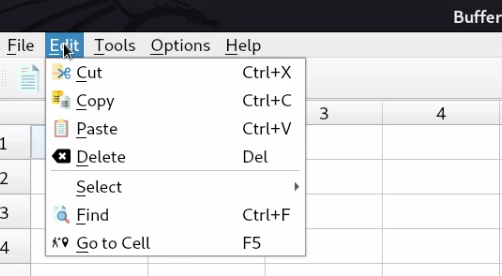 Buffer
File Edit Tools Options Help
Cut Ctrl+X
Copy Ctrl+C
Paste Ctrl+V
Delete Del
Select
Find Ctrl+F
Go to Cell F5
3 4
1
2
3
4